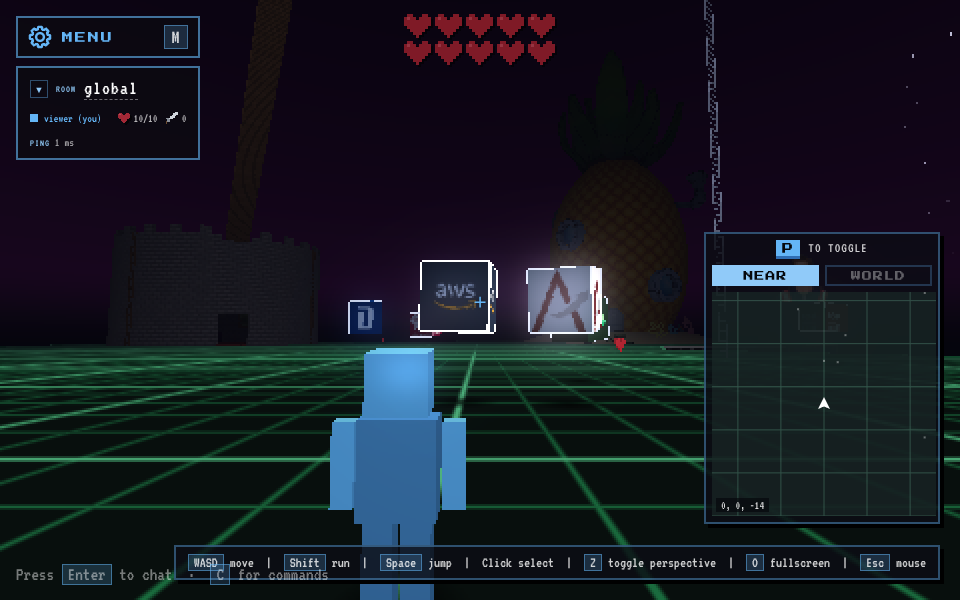 MENU M
ROOM global
viewer (you) 10/10 0
PING 1 ms
P TO TOGGLE
NEAR WORLD
aws
D
A
0, 0, -14
WASD move | Shift run | Space jump | Click select | Z toggle perspective | O fullscreen | Esc mouse
Press Enter to chat · C for commands